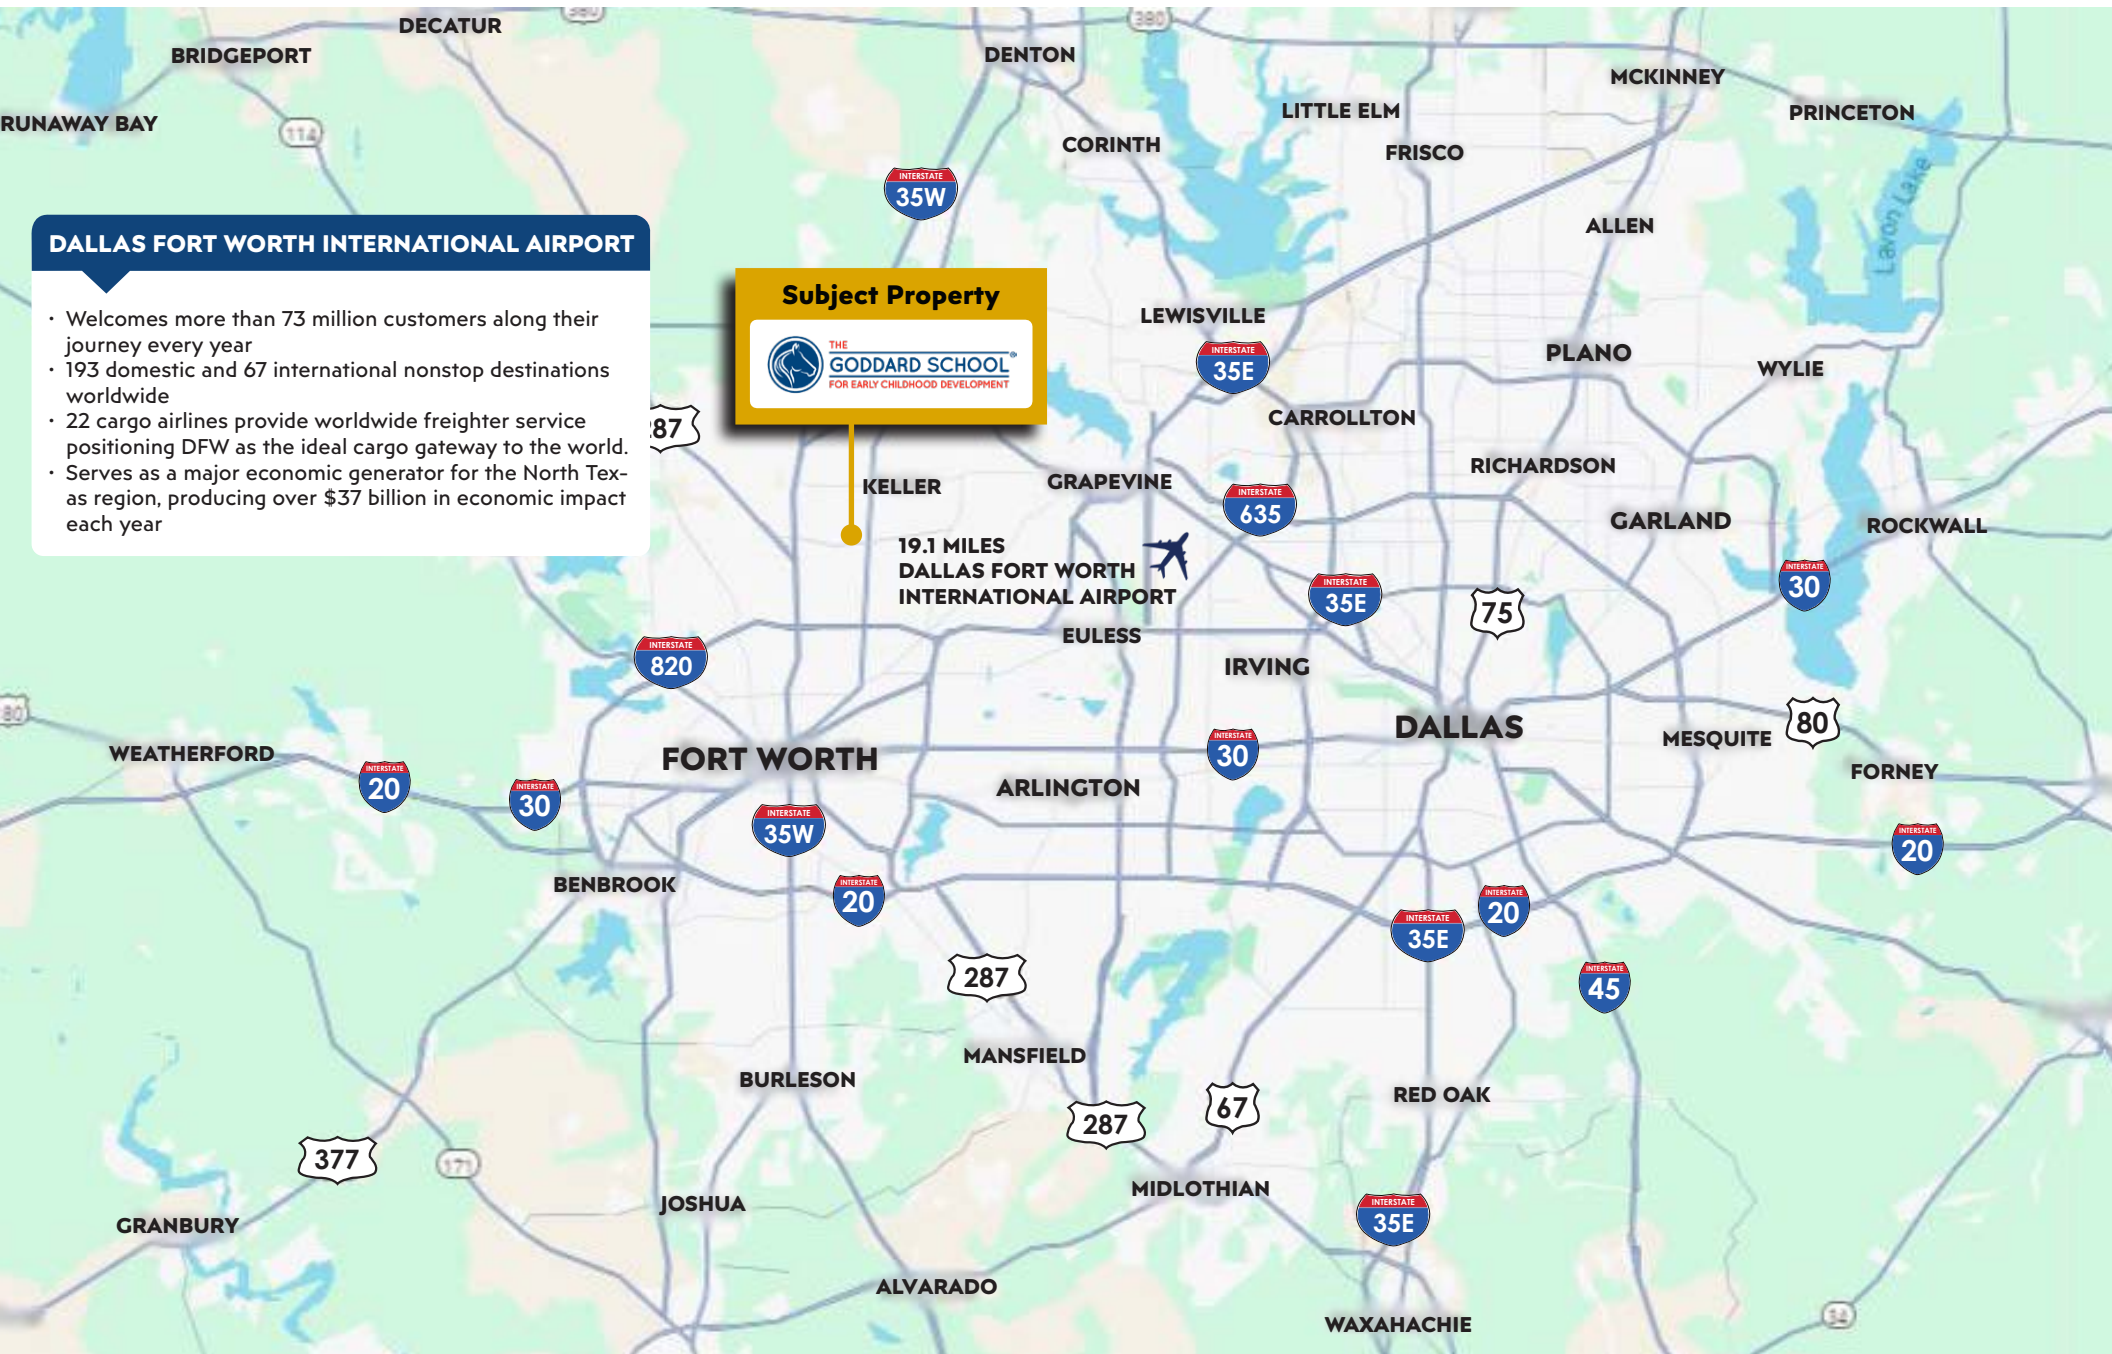 380
380
DECATUR
BRIDGEPORT
DENTON
MCKINNEY
LITTLE ELM
PRINCETON
RUNAWAY BAY
114
CORINTH
FRISCO
INTERSTATE
35W
Lavon Lake
ALLEN
DALLAS FORT WORTH INTERNATIONAL AIRPORT
• Welcomes more than 73 million customers along their
journey every year
• 193 domestic and 67 international nonstop destinations
worldwide
• 22 cargo airlines provide worldwide freighter service
positioning DFW as the ideal cargo gateway to the world.
• Serves as a major economic generator for the North Tex-
as region, producing over $37 billion in economic impact
each year
Subject Property
THE
GODDARD SCHOOL®
FOR EARLY CHILDHOOD DEVELOPMENT
LEWISVILLE
INTERSTATE
35E
PLANO
WYLIE
CARROLLTON
287
RICHARDSON
KELLER
GRAPEVINE
INTERSTATE
635
GARLAND
ROCKWALL
19.1 MILES
DALLAS FORT WORTH
INTERNATIONAL AIRPORT
INTERSTATE
35E
75
INTERSTATE
30
EULESS
INTERSTATE
820
IRVING
80
DALLAS
80
MESQUITE
WEATHERFORD
FORT WORTH
INTERSTATE
30
FORNEY
INTERSTATE
20
INTERSTATE
30
ARLINGTON
INTERSTATE
35W
INTERSTATE
20
BENBROOK
INTERSTATE
20
INTERSTATE
20
INTERSTATE
35E
287
INTERSTATE
45
MANSFIELD
BURLESON
RED OAK
67
287
377
171
MIDLOTHIAN
JOSHUA
INTERSTATE
35E
GRANBURY
ALVARADO
34
WAXAHACHIE